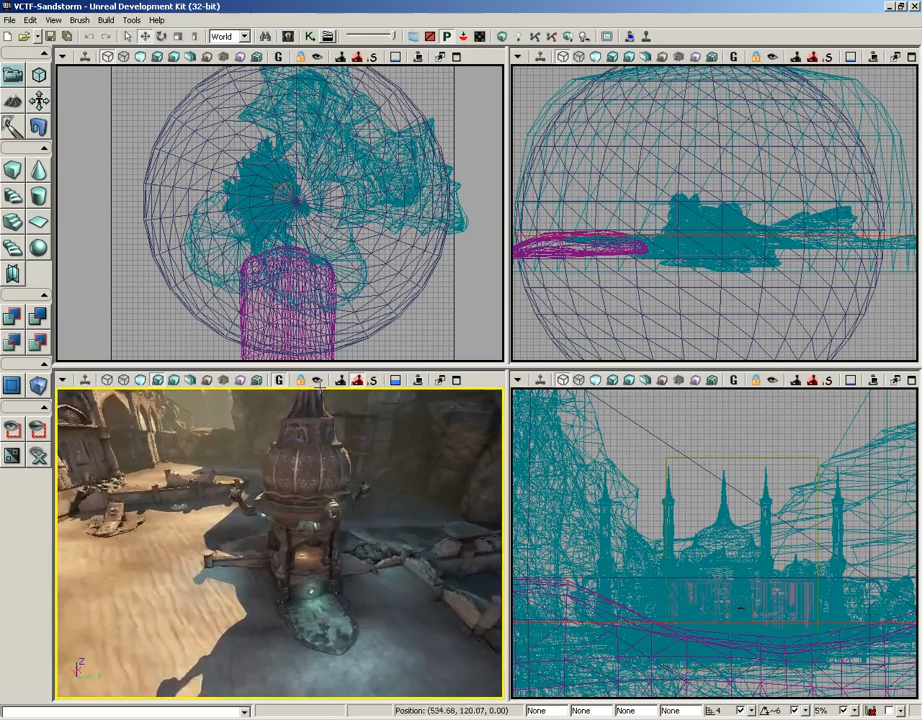 VCTF-Sandstorm - Unreal Development Kit (32-bit)
File Edit View Brush Build Tools Help
World K P
G S G S
G S G S
Z
Position: (534.68, 120.07, 0.00) None None None None 4 ~6 5%